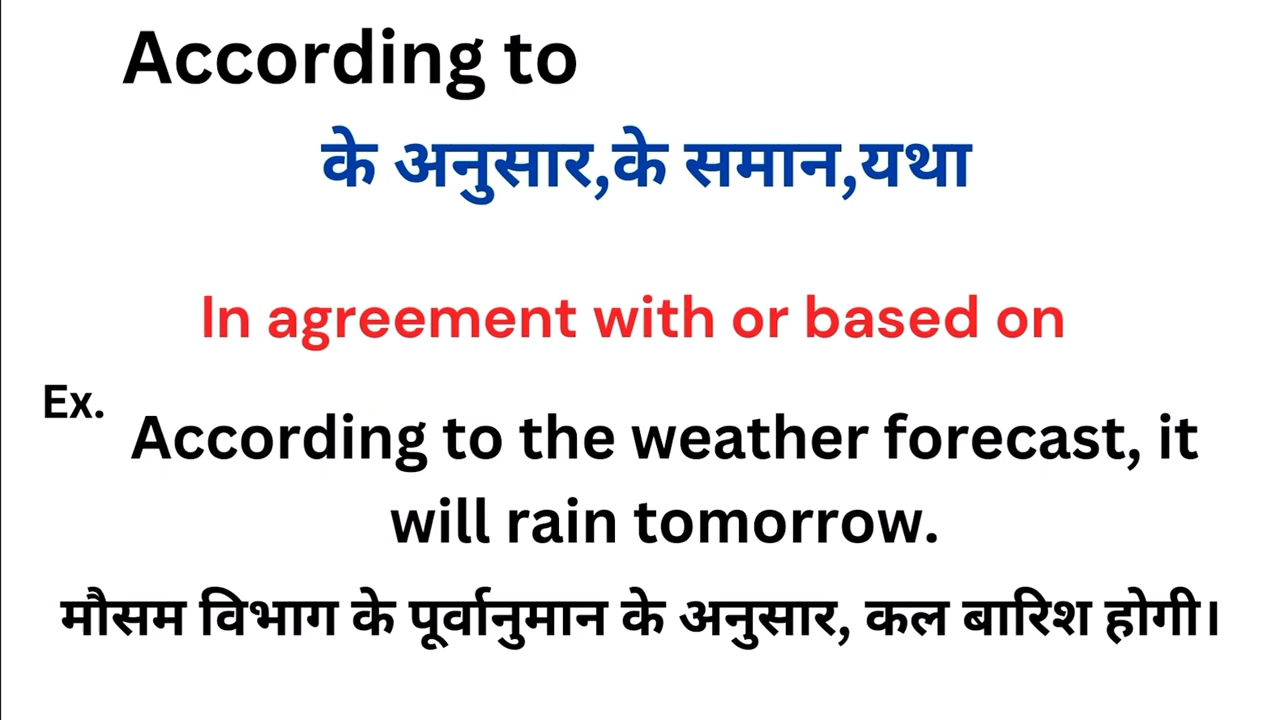 According to
के अनुसार,के समान,यथा
In agreement with or based on
Ex.
According to the weather forecast, it
will rain tomorrow.
मौसम विभाग के पूर्वानुमान के अनुसार, कल बारिश होगी।